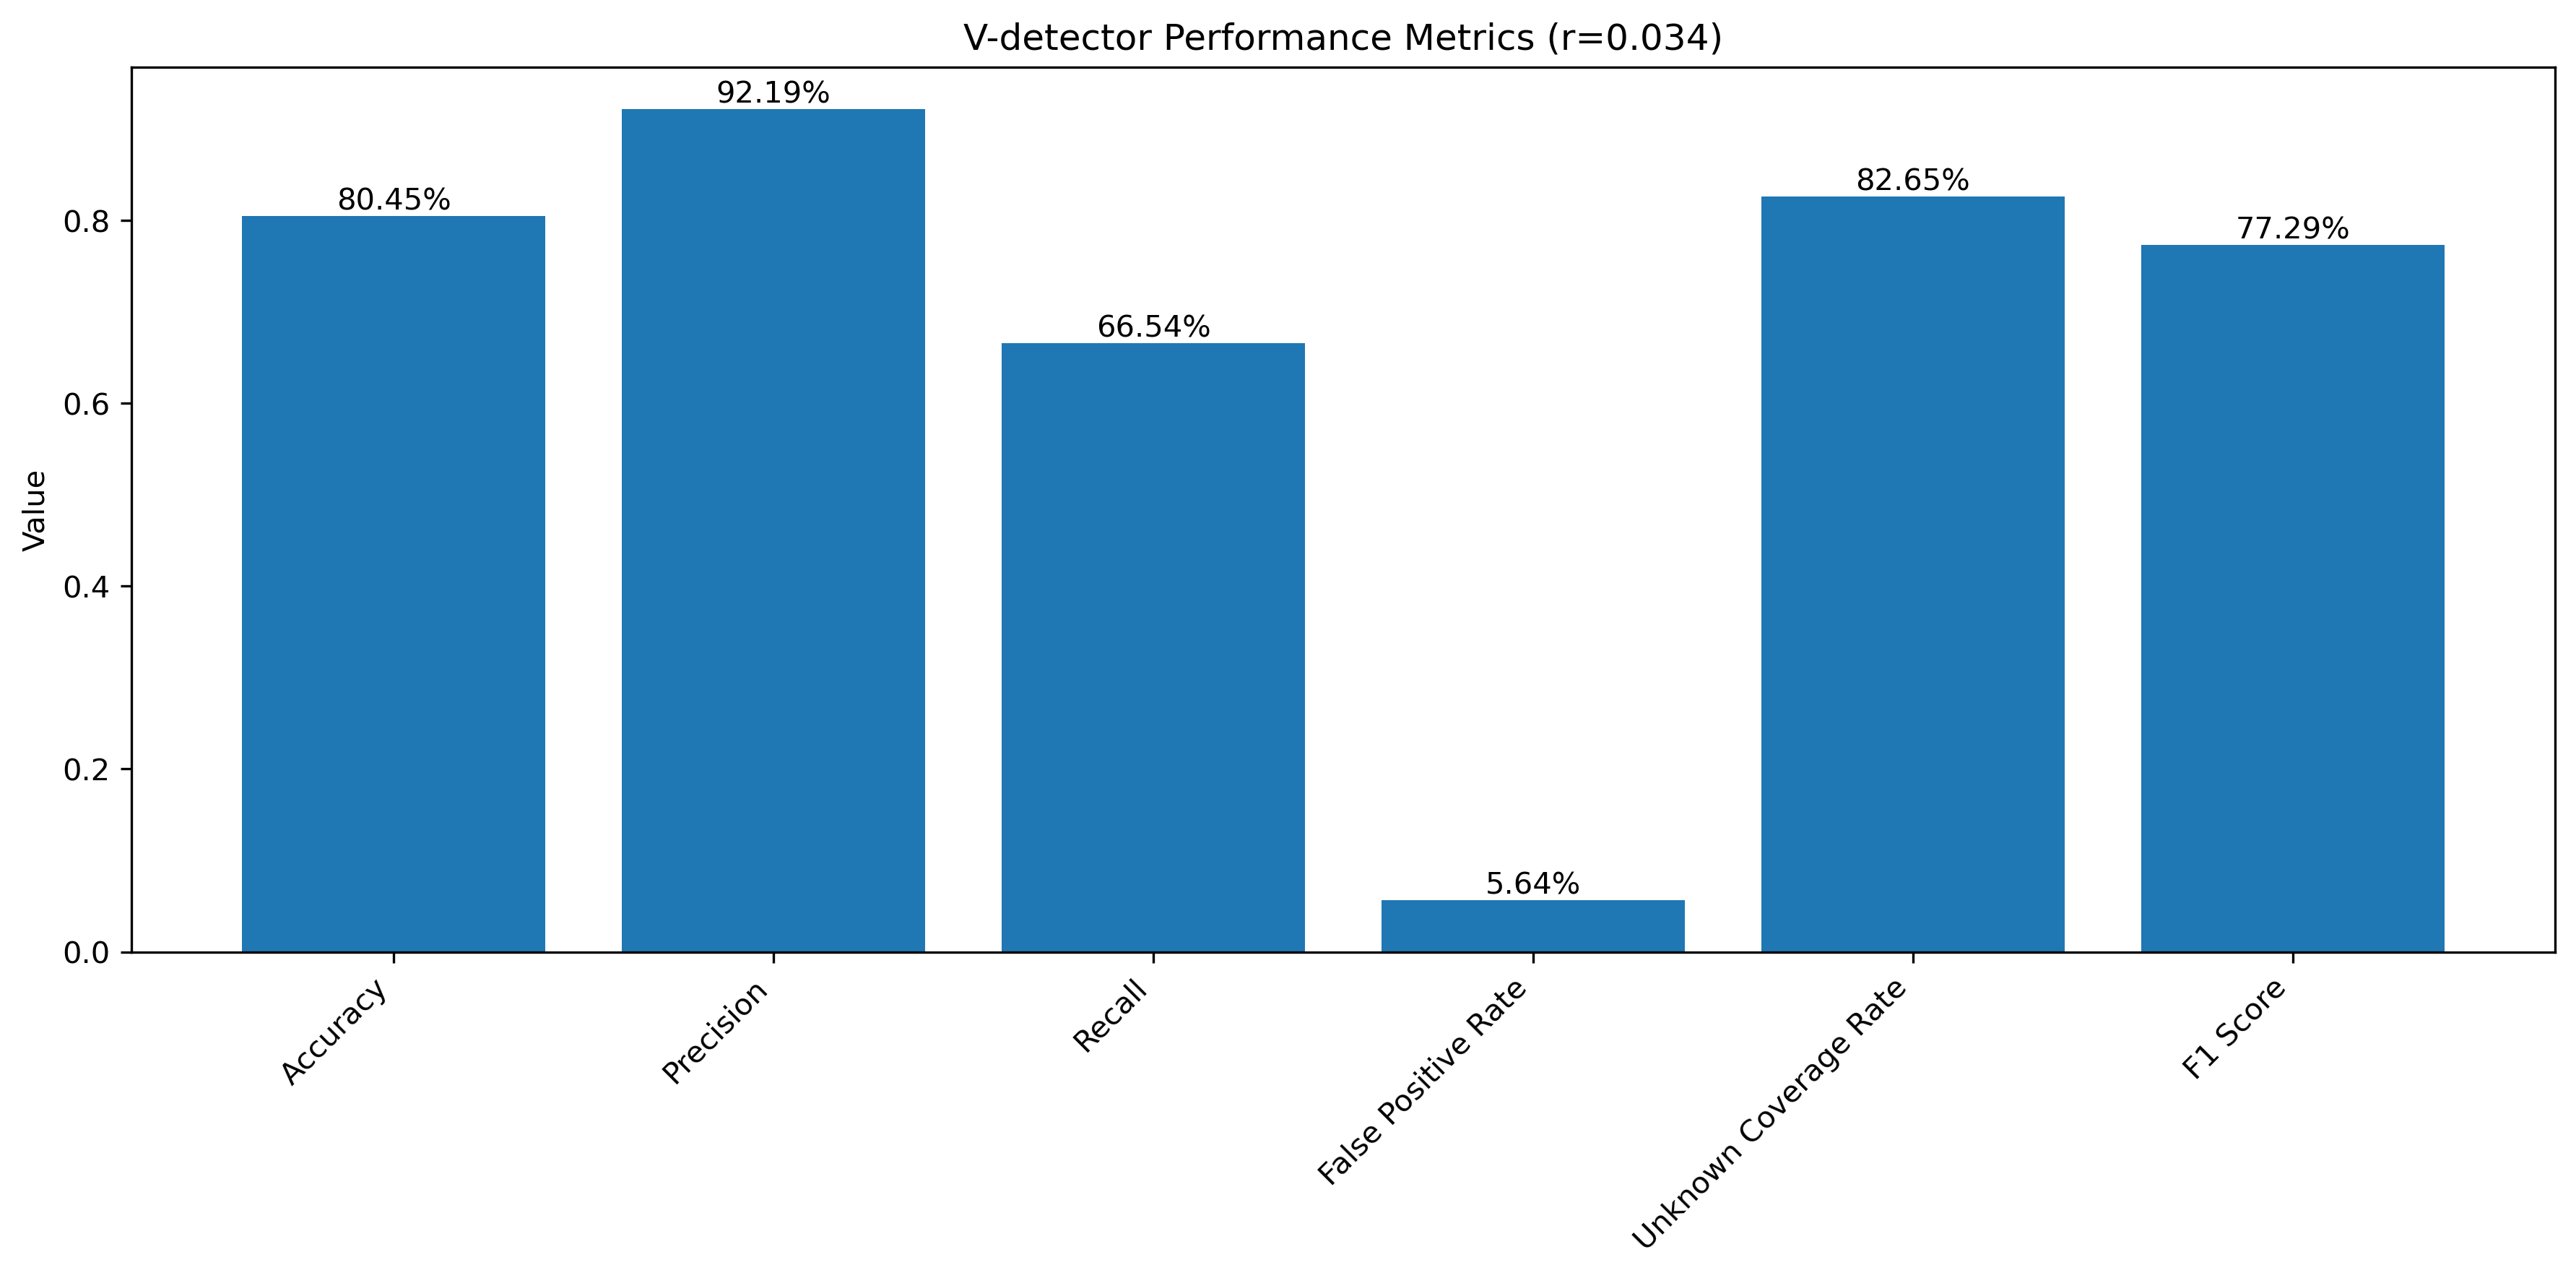 V-detector Performance Metrics (r=0.034)
92.19%
82.65%
80.45%
77.29%
66.54%
5.64%
0.8
0.6
0.4
0.2
0.0
Value
Accuracy
Precision
Recall
False Positive Rate
Unknown Coverage Rate
F1 Score